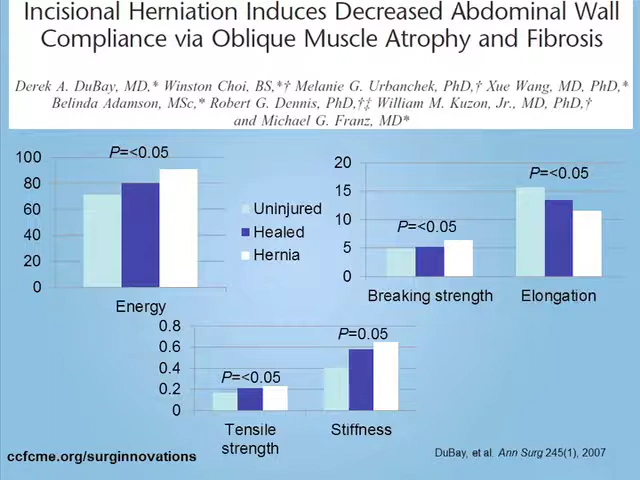 Incisional Herniation Induces Decreased Abdominal Wall
Compliance via Oblique Muscle Atrophy and Fibrosis
Derek A. DuBay, MD,* Winston Choi, BS,*† Melanie G. Urbanchek, PhD,† Xue Wang, MD, PhD,*
Belinda Adamson, MSc,* Robert G. Dennis, PhD,†‡ William M. Kuzon, Jr., MD, PhD,†
and Michael G. Franz, MD*
100
80
60
40
20
0
P=<0.05
Energy
Uninjured
Healed
Hernia
20
15
10
5
0
P=<0.05
P=<0.05
Breaking strength
Elongation
0.8
0.6
0.4
0.2
0
P=<0.05
P=0.05
Tensile
strength
Stiffness
ccfcme.org/surginnovations
DuBay, et al. Ann Surg 245(1), 2007